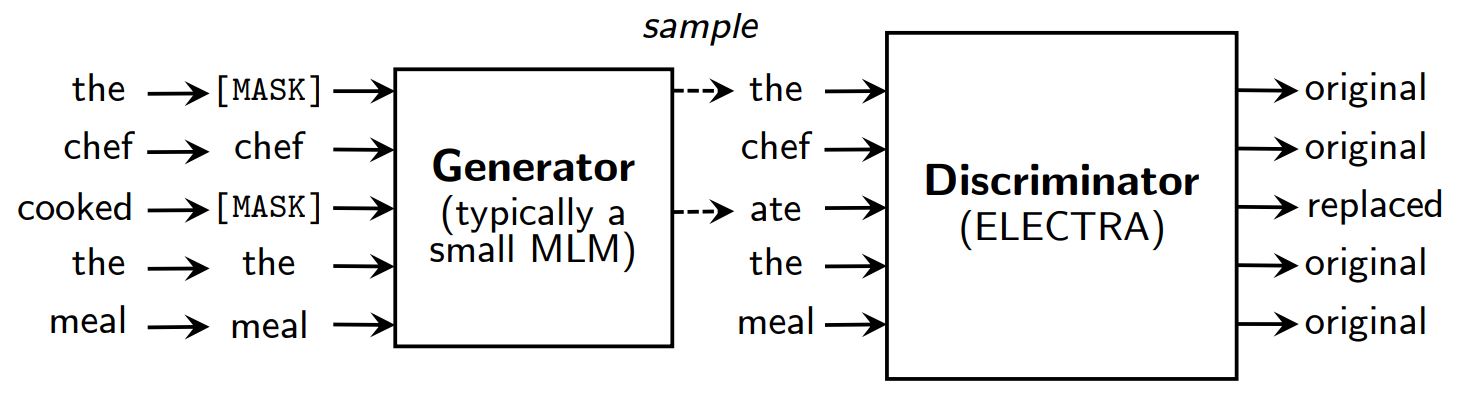 sample
the [MASK] the original
chef chef chef original
cooked [MASK] ate replaced
the the the original
meal meal meal original
Generator
(typically a
small MLM)
Discriminator
(ELECTRA)